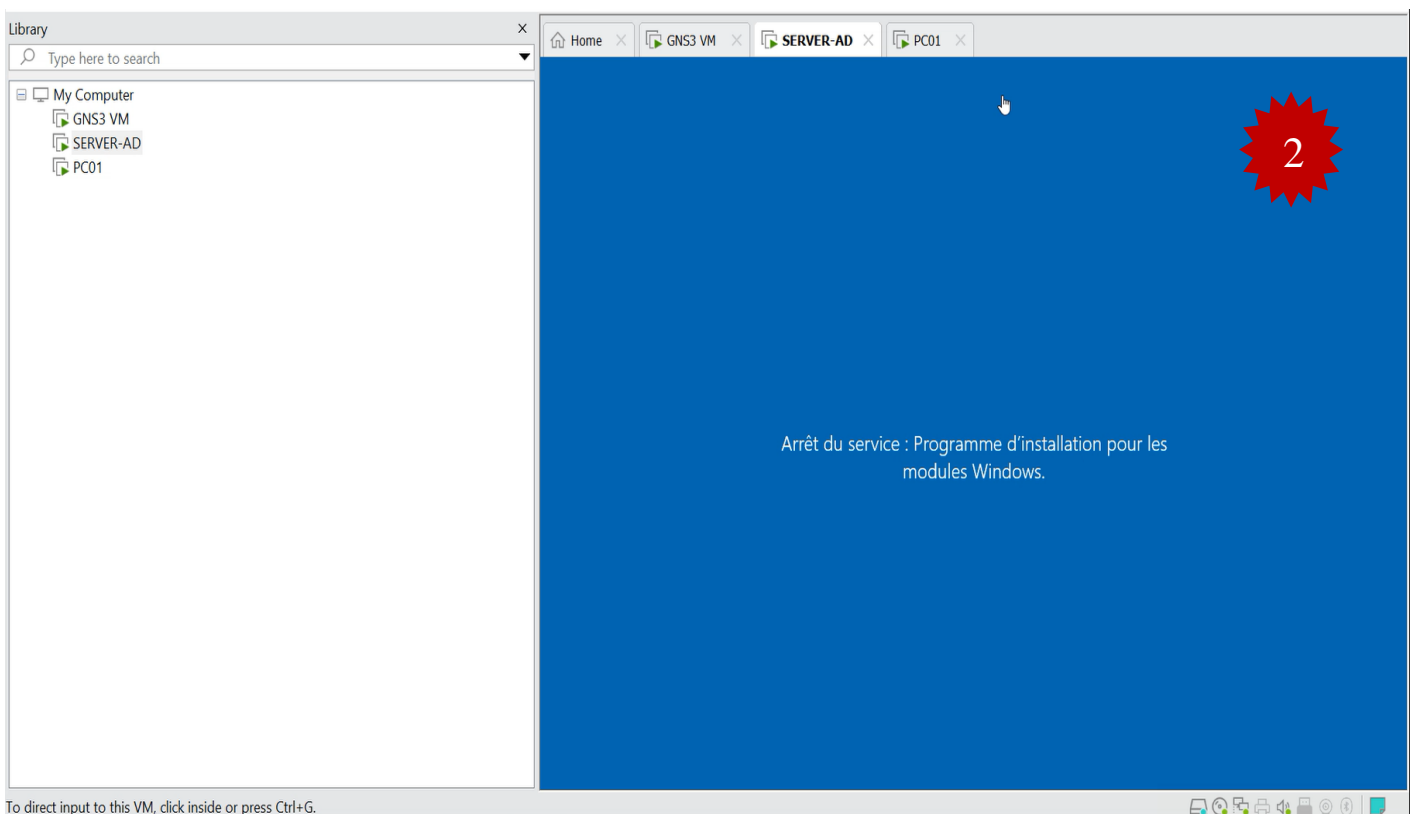 Library
Type here to search
My Computer
GNS3 VM
SERVER-AD
PC01
Home
GNS3 VM
SERVER-AD
PC01
2
Arrêt du service : Programme d'installation pour les
modules Windows.
To direct input to this VM, click inside or press Ctrl+G.